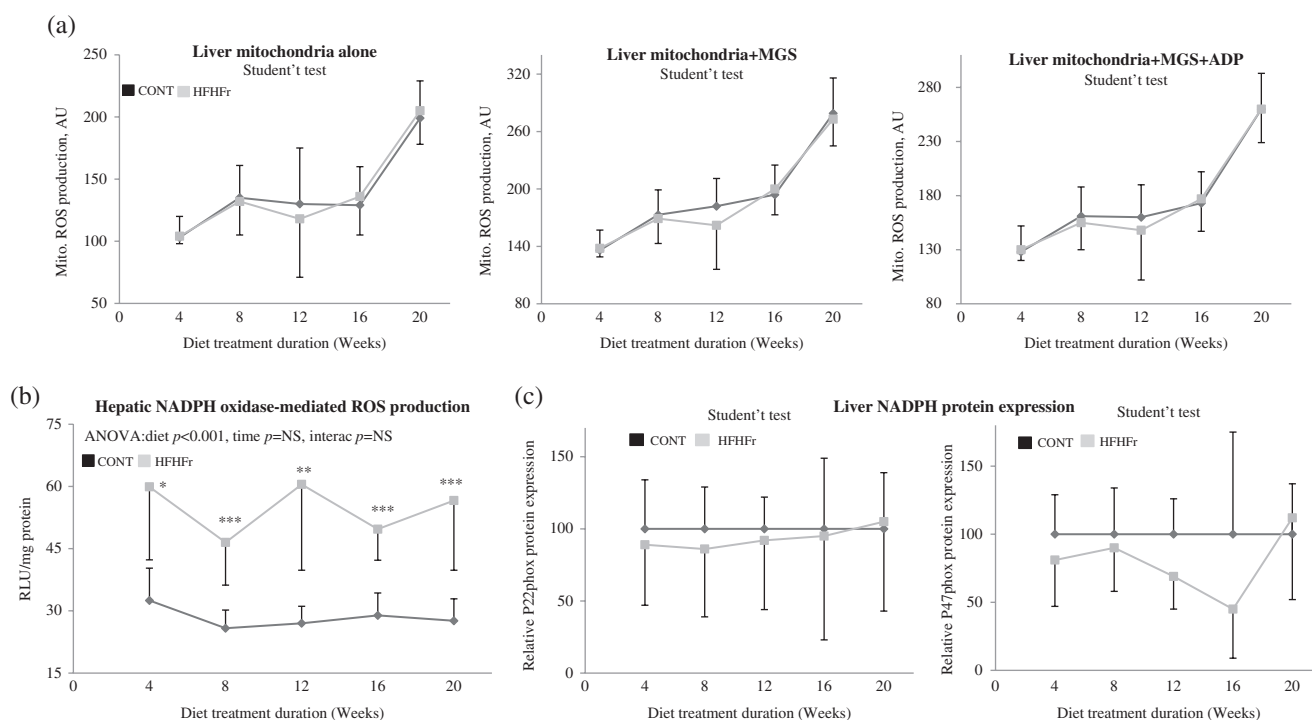 (a)
Liver mitochondria alone
Student't test
CONT HFHFr
Mito. ROS production, AU
250
200
150
100
50
0 4 8 12 16 20
Diet treatment duration (Weeks)
Liver mitochondria+MGS
Student't test
Mito. ROS production, AU
320
260
200
140
80
0 4 8 12 16 20
Diet treatment duration (Weeks)
Liver mitochondria+MGS+ADP
Student't test
Mito. ROS production, AU
280
230
180
130
80
0 4 8 12 16 20
Diet treatment duration (Weeks)
(b)
Hepatic NADPH oxidase-mediated ROS production
ANOVA:diet p<0.001, time p=NS, interac p=NS
CONT HFHFr
RLU/mg protein
75
60
45
30
15
* *** ** *** ***
0 4 8 12 16 20
Diet treatment duration (Weeks)
(c)
Liver NADPH protein expression
Student't test
CONT HFHFr
Relative P22phox protein expression
150
100
50
0
0 4 8 12 16 20
Diet treatment duration (Weeks)
Student't test
CONT HFHFr
Relative P47phox protein expression
150
100
50
0
0 4 8 12 16 20
Diet treatment duration (Weeks)